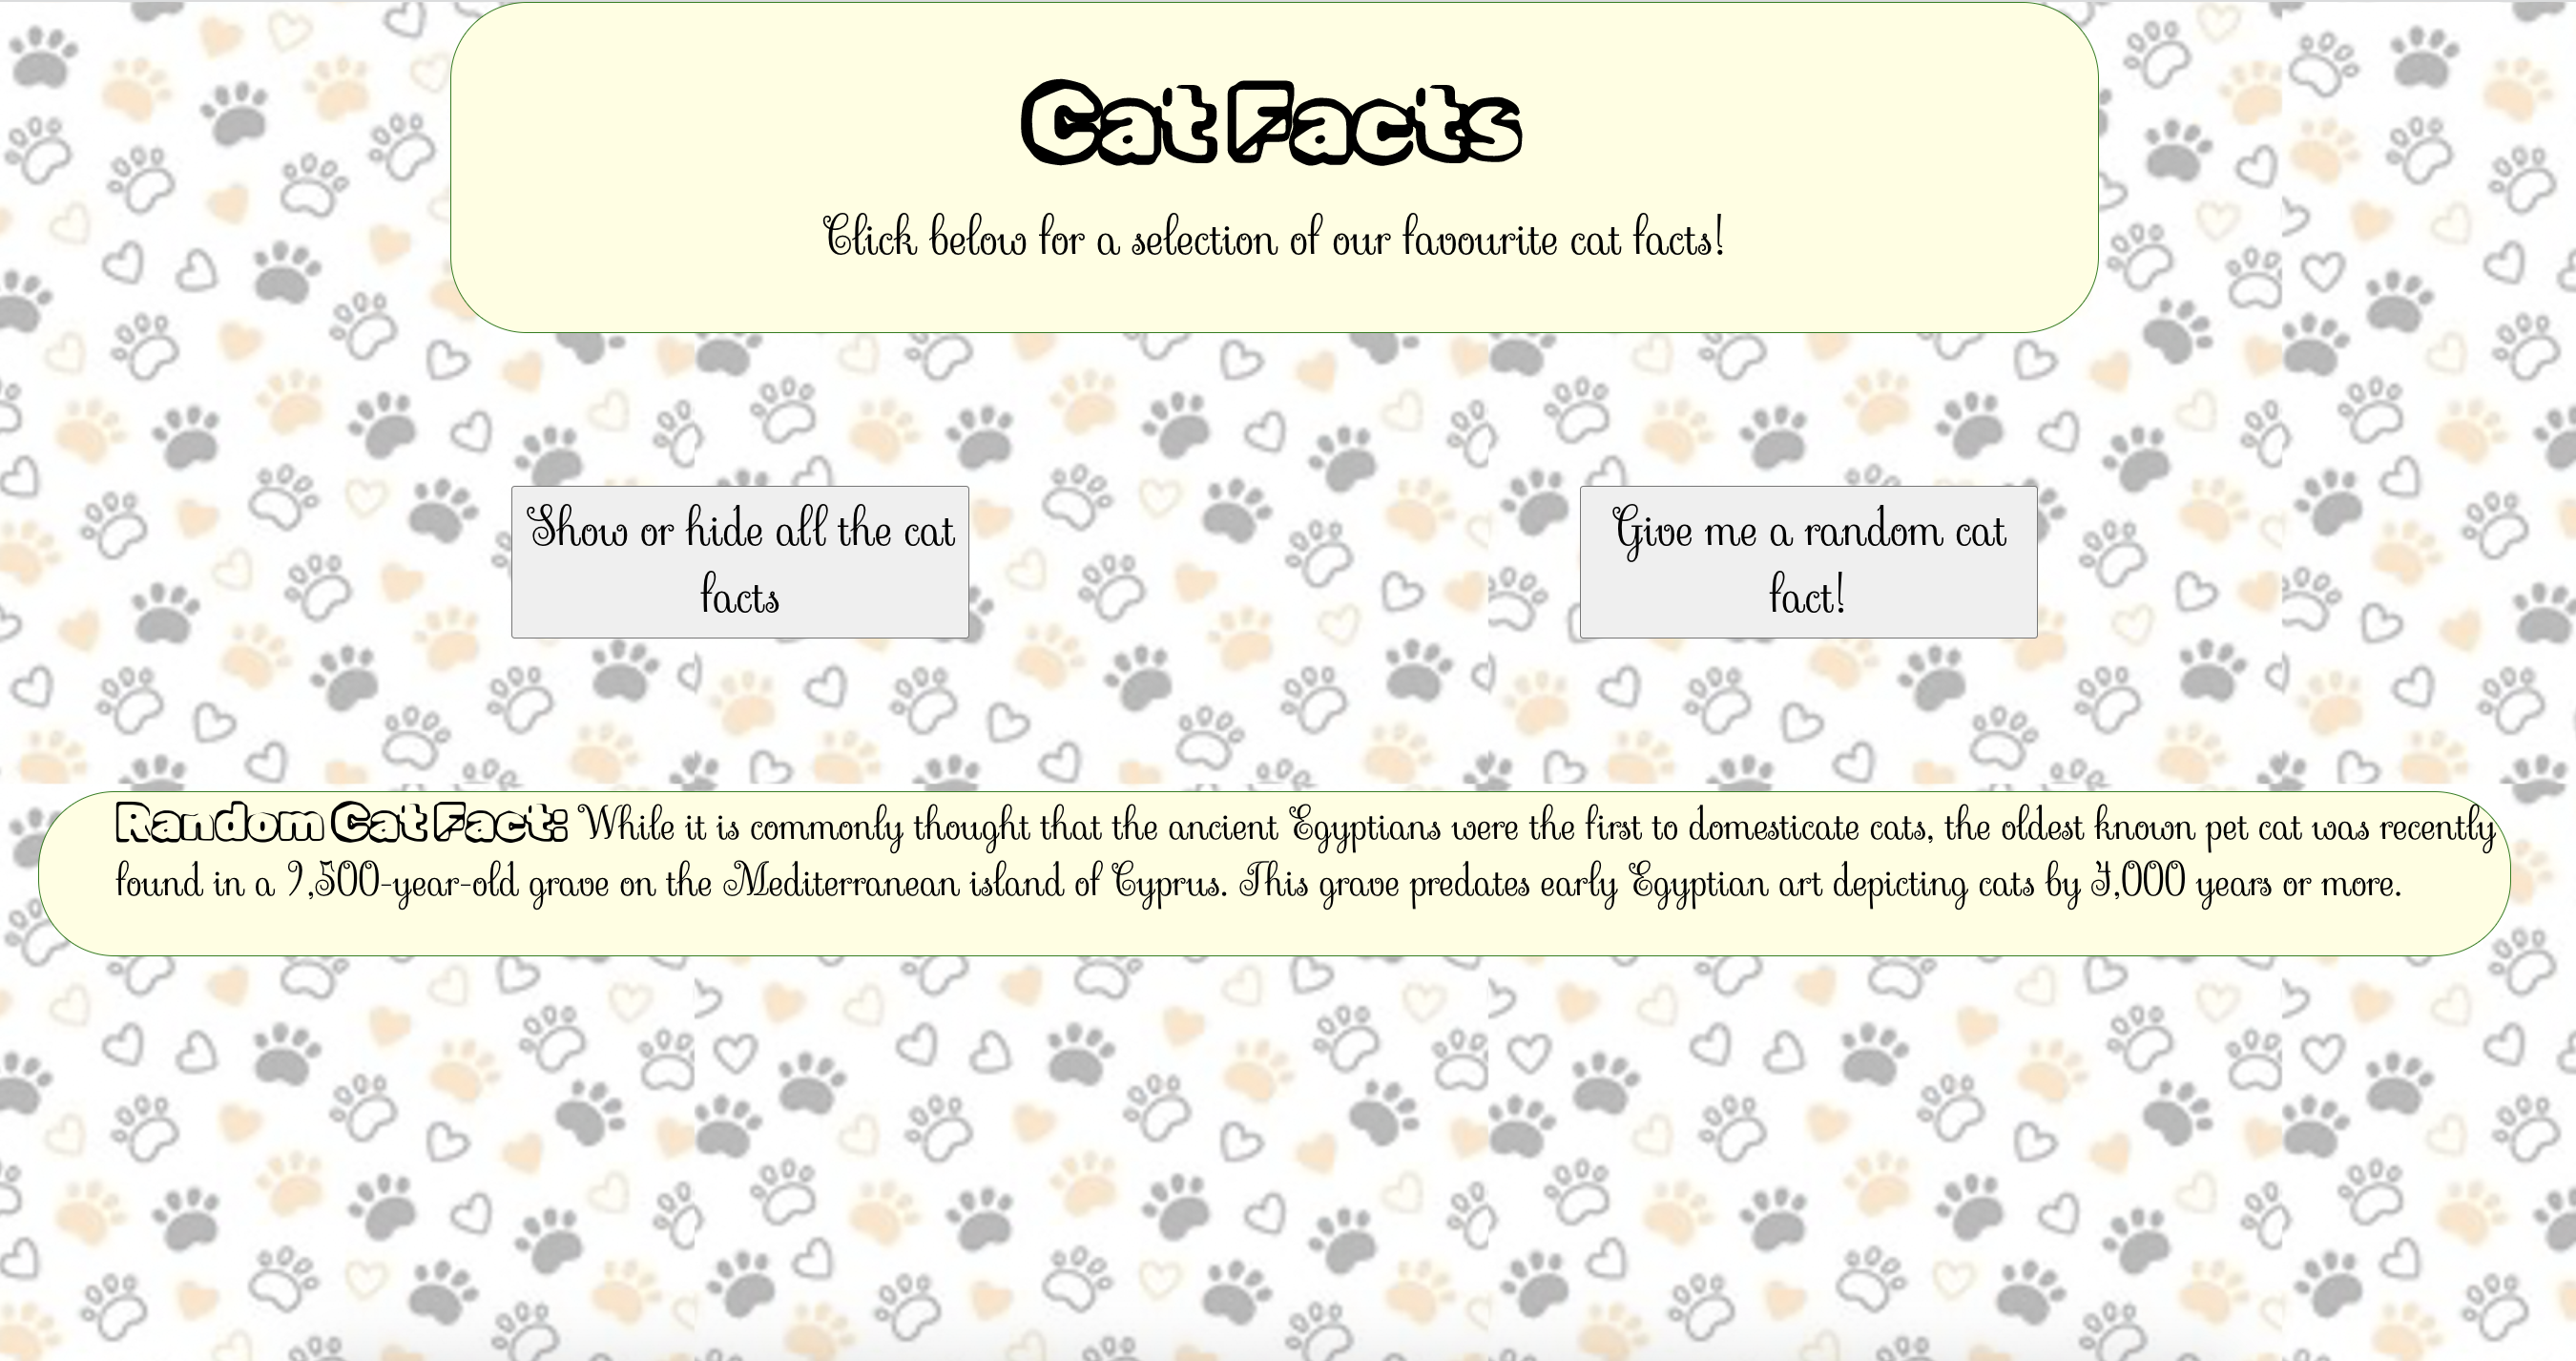 Cat Facts
Click below for a selection of our favourite cat facts!
Show or hide all the cat
facts
Give me a random cat
fact!
Random Cat Fact: While it is commonly thought that the ancient Egyptians were the first to domesticate cats, the oldest known pet cat was recently
found in a 9,500-year-old grave on the Mediterranean island of Cyprus. This grave predates early Egyptian art depicting cats by 4,000 years or more.